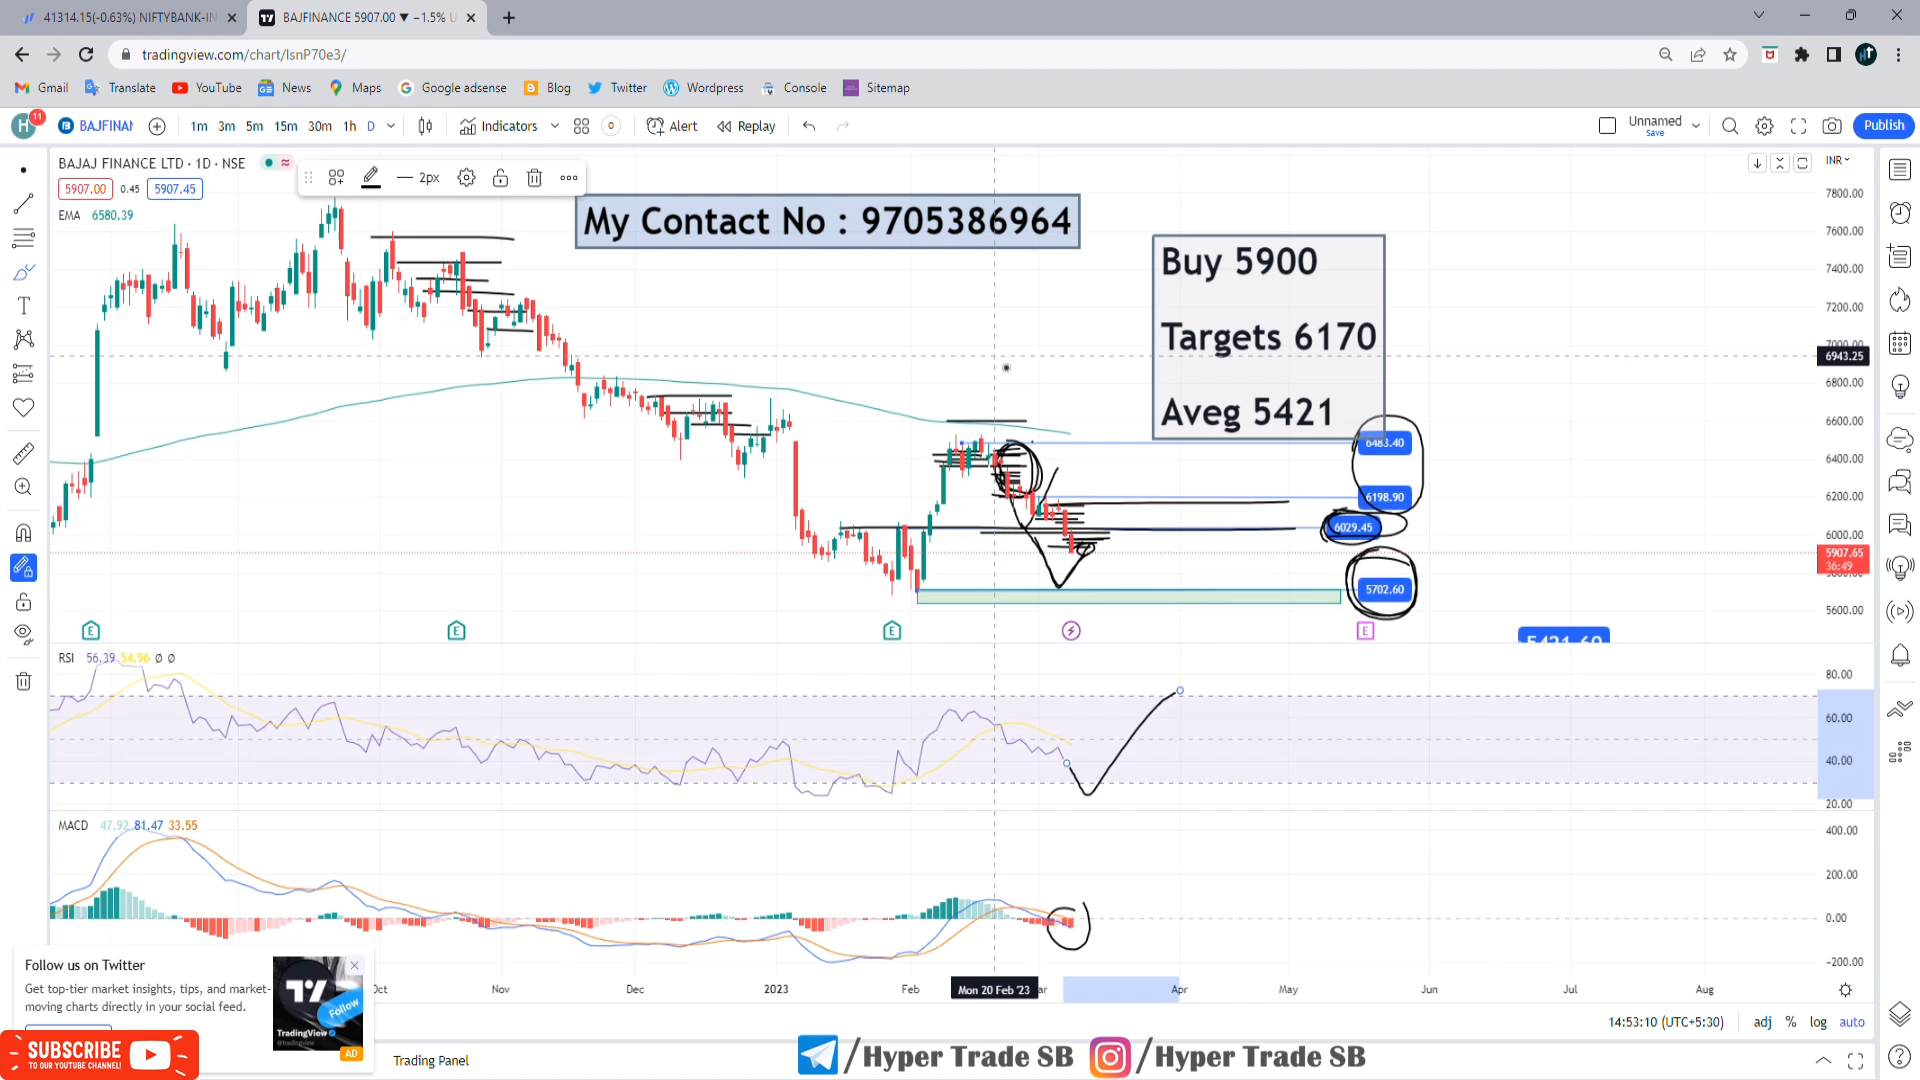 41314.15(-0.63%) NIFTYBANK-IN
BAJFINANCE 5907.00 ▼ −1.5% U
tradingview.com/chart/lsnP70e3/
Gmail
Translate
YouTube
News
Maps
Google adsense
Blog
Twitter
Wordpress
Console
Sitemap
H
11
BAJFINAN
1m 3m 5m 15m 30m 1h D
Indicators
Alert
Replay
Unnamed
Save
Publish
BAJAJ FINANCE LTD · 1D · NSE
2px
INR
5907.00
0.45
5907.45
EMA 6580.39
My Contact No : 9705386964
Buy 5900
Targets 6170
Aveg 5421
7800.00
7600.00
7400.00
7200.00
7000.00
6943.25
6800.00
6600.00
6400.00
6200.00
6000.00
5907.65
36:49
5600.00
6483.40
6198.90
6029.45
5702.60
5421.60
E
E
E
E
RSI 56.39 54.96 Ø Ø
80.00
60.00
40.00
20.00
MACD 47.92 81.47 33.55
400.00
200.00
0.00
−200.00
Oct
Nov
Dec
2023
Feb
Mon 20 Feb '23
Apr
May
Jun
Jul
Aug
Follow us on Twitter
Get top-tier market insights, tips, and market-
moving charts directly in your social feed.
Follow
TradingView
@tradingview
AD
14:53:10 (UTC+5:30)
adj % log auto
SUBSCRIBE
TO OUR YOUTUBE CHANNEL!
Trading Panel
/Hyper Trade SB
/Hyper Trade SB